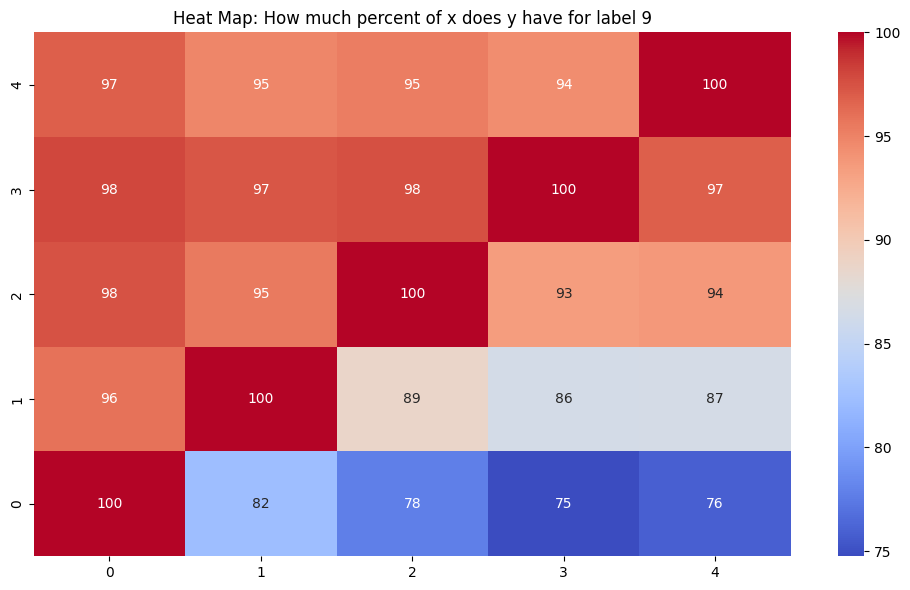 Heat Map: How much percent of x does y have for label 9
4 97 95 95 94 100
3 98 97 98 100 97
2 98 95 100 93 94
1 96 100 89 86 87
0 100 82 78 75 76
0 1 2 3 4
100
95
90
85
80
75